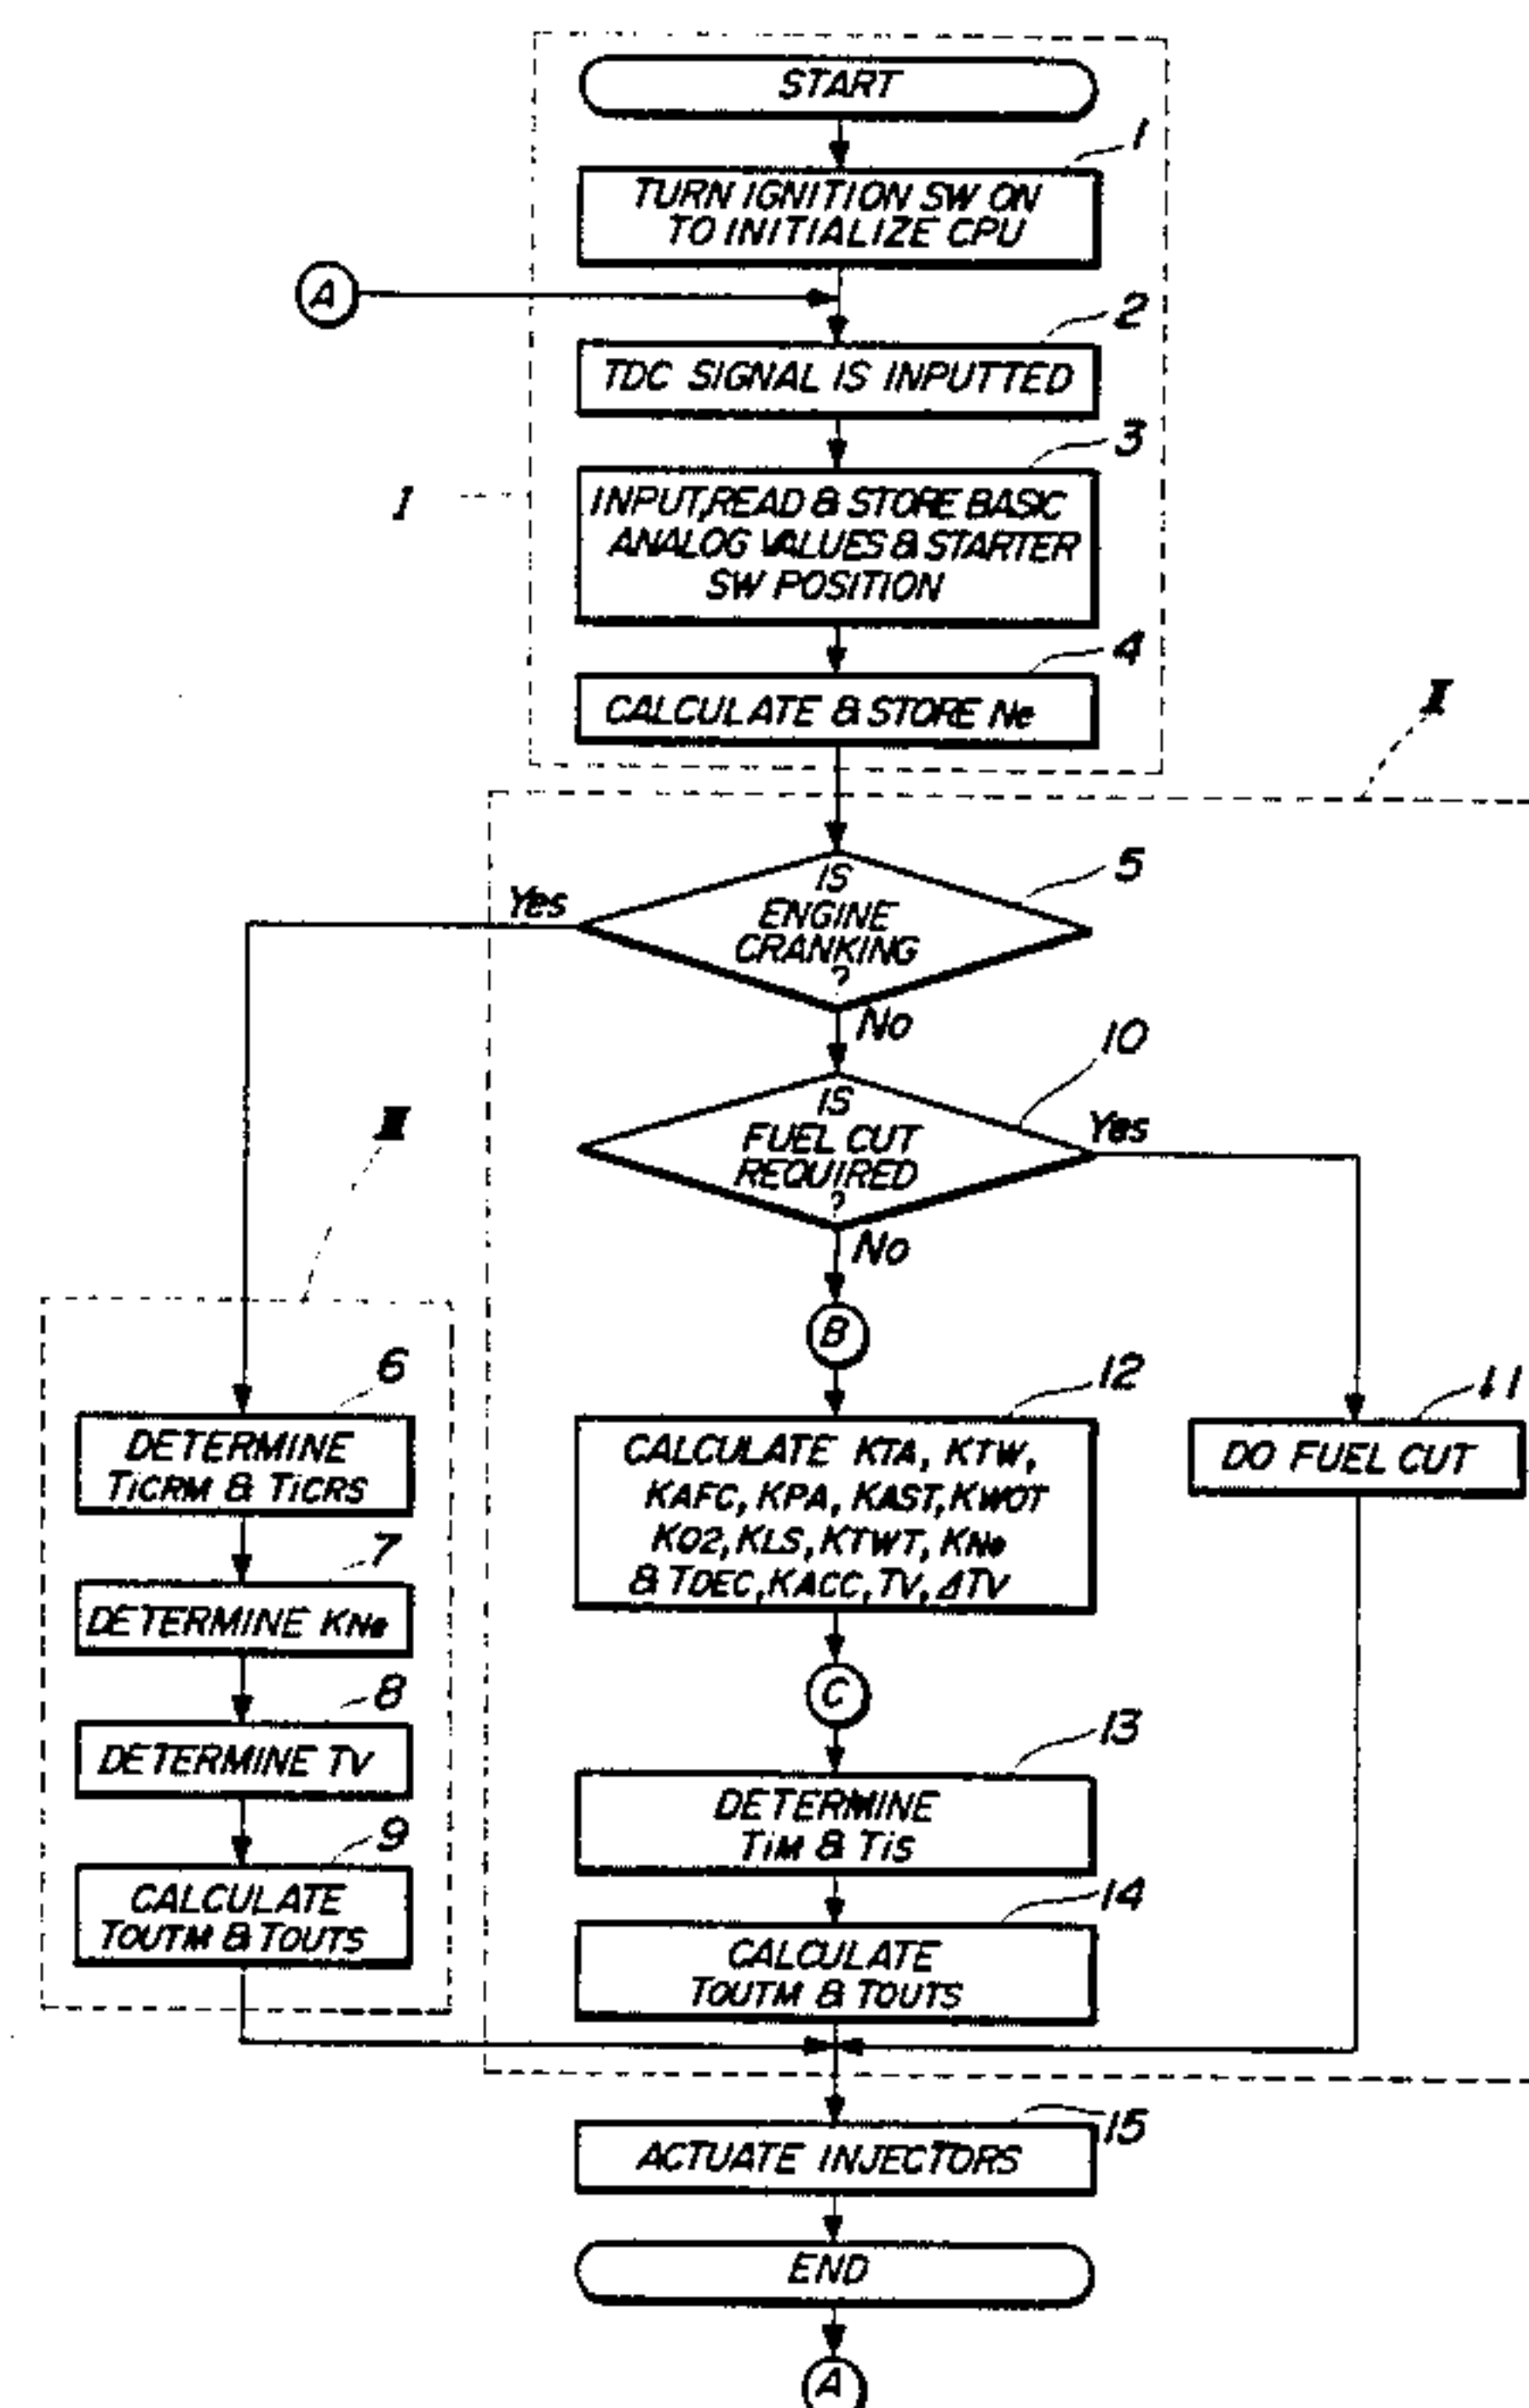 START
1
TURN IGNITION SW ON
TO INITIALIZE CPU
A
2
TDC SIGNAL IS INPUTTED
3
I
INPUT, READ & STORE BASIC
ANALOG VALUES & STARTER
SW POSITION
4
CALCULATE & STORE Ne
II
5
IS
ENGINE
CRANKING
?
Yes
No
10
IS
FUEL CUT
REQUIRED
?
Yes
No
III
B
6
DETERMINE
TiCRM & TiCRS
7
DETERMINE KNe
8
DETERMINE TV
9
CALCULATE
TOUTM & TOUTS
12
CALCULATE KTA, KTW,
KAFC, KPA, KAST, KWOT
KO2, KLS, KTWT, KNe
& TDEC, KACC, TV, ΔTV
11
DO FUEL CUT
C
13
DETERMINE
TiM & TiS
14
CALCULATE
TOUTM & TOUTS
15
ACTUATE INJECTORS
END
A